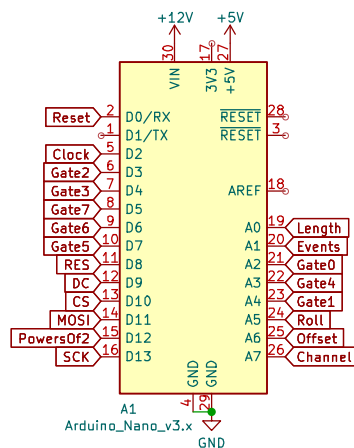 +12V +5V
30 17 27
VIN 3V3 +5V
Reset 2 D0/RX RESET 28
1 D1/TX RESET 3
Clock 5 D2
Gate2 6 D3
Gate3 7 D4 AREF 18
Gate7 8 D5
Gate6 9 D6 A0 19 Length
Gate5 10 D7 A1 20 Events
RES 11 D8 A2 21 Gate0
DC 12 D9 A3 22 Gate4
CS 13 D10 A4 23 Gate1
MOSI 14 D11 A5 24 Roll
PowersOf2 15 D12 A6 25 Offset
SCK 16 D13 A7 26 Channel
GND GND
4 29
A1
Arduino_Nano_v3.x
GND